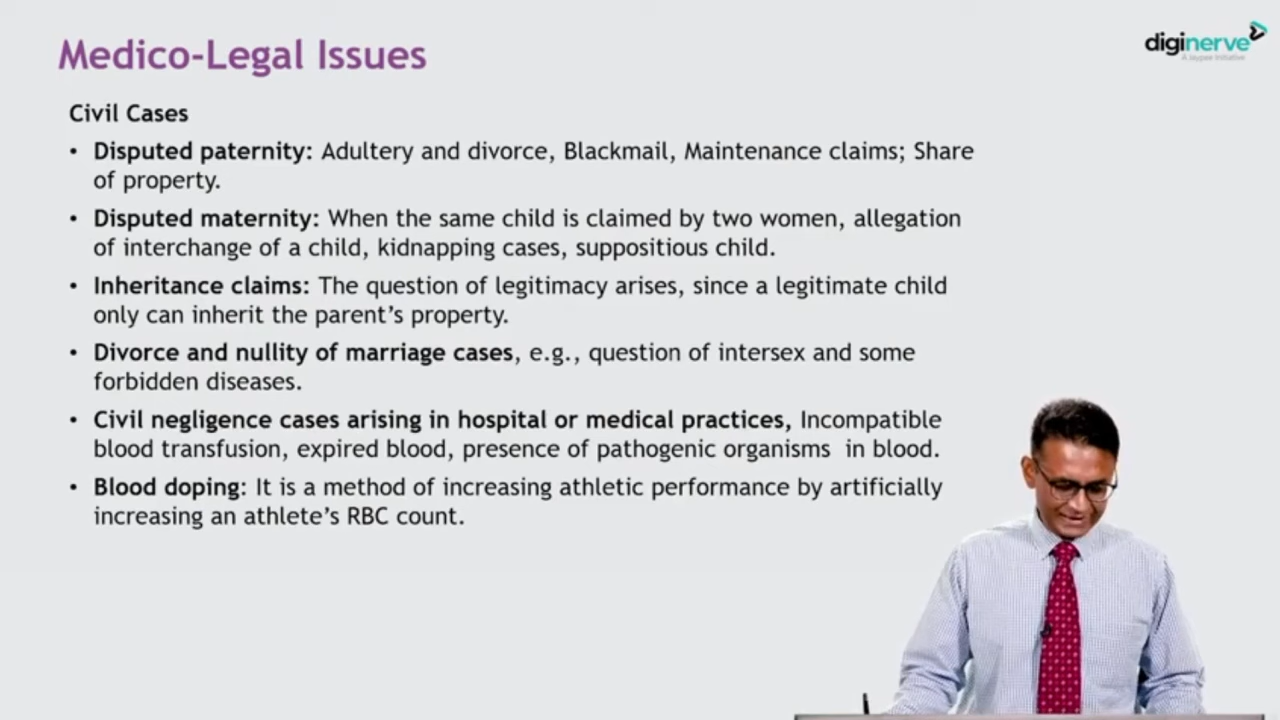 Medico-Legal Issues
diginerve
A Jaypee Initiative
Civil Cases
• Disputed paternity: Adultery and divorce, Blackmail, Maintenance claims; Share
of property.
• Disputed maternity: When the same child is claimed by two women, allegation
of interchange of a child, kidnapping cases, suppositious child.
• Inheritance claims: The question of legitimacy arises, since a legitimate child
only can inherit the parent’s property.
• Divorce and nullity of marriage cases, e.g., question of intersex and some
forbidden diseases.
• Civil negligence cases arising in hospital or medical practices, Incompatible
blood transfusion, expired blood, presence of pathogenic organisms in blood.
• Blood doping: It is a method of increasing athletic performance by artificially
increasing an athlete’s RBC count.